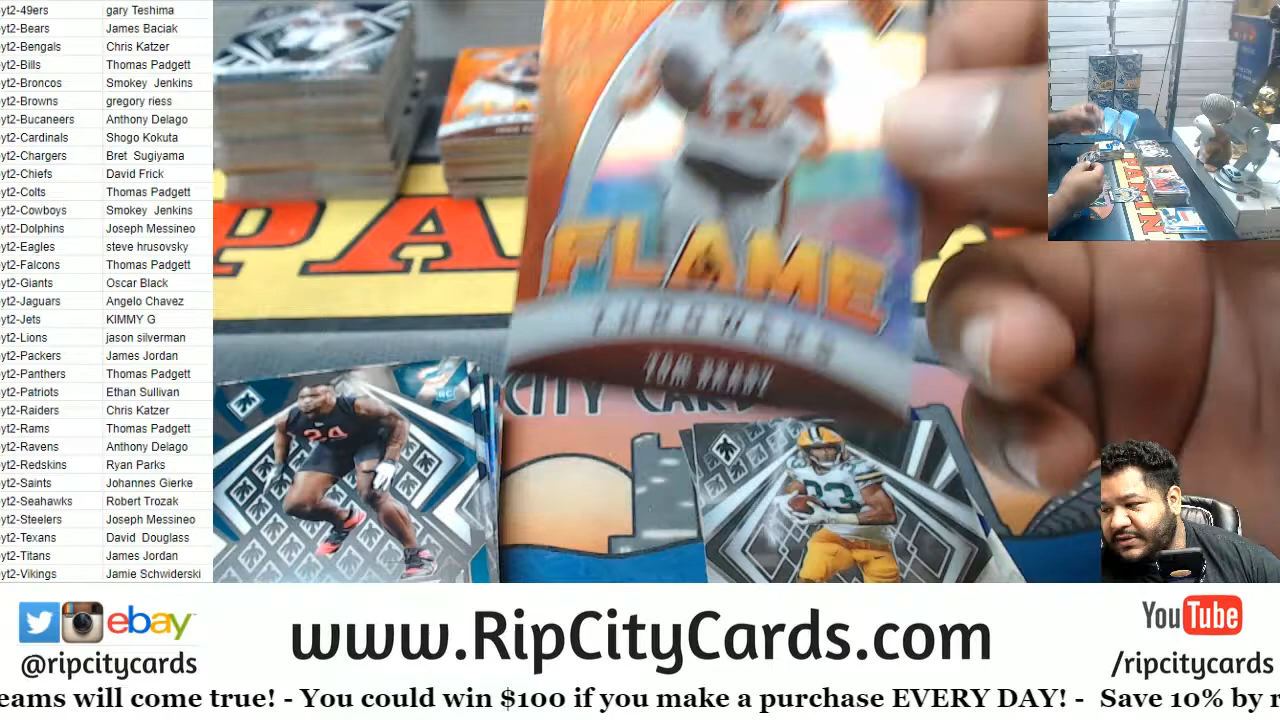 yt2-49ers gary Teshima
yt2-Bears James Baciak
yt2-Bengals Chris Katzer
yt2-Bills Thomas Padgett
yt2-Broncos Smokey Jenkins
yt2-Browns gregory riess
yt2-Bucaneers Anthony Delago
yt2-Cardinals Shogo Kokuta
yt2-Chargers Bret Sugiyama
yt2-Chiefs David Frick
yt2-Colts Thomas Padgett
yt2-Cowboys Smokey Jenkins
yt2-Dolphins Joseph Messineo
yt2-Eagles steve hrusovsky
yt2-Falcons Thomas Padgett
yt2-Giants Oscar Black
yt2-Jaguars Angelo Chavez
yt2-Jets KIMMY G
yt2-Lions jason silverman
yt2-Packers James Jordan
yt2-Panthers Thomas Padgett
yt2-Patriots Ethan Sullivan
yt2-Raiders Chris Katzer
yt2-Rams Thomas Padgett
yt2-Ravens Anthony Delago
yt2-Redskins Ryan Parks
yt2-Saints Johannes Gierke
yt2-Seahawks Robert Trozak
yt2-Steelers Joseph Messineo
yt2-Texans David Douglass
yt2-Titans James Jordan
yt2-Vikings Jamie Schwiderski
FLAME
THROWERS
TOM BRADY
PA
CITY CAR
RC
24
83
ebay
@ripcitycards
www.RipCityCards.com
YouTube
/ripcitycards
eams will come true! - You could win $100 if you make a purchase EVERY DAY! - Save 10% by r